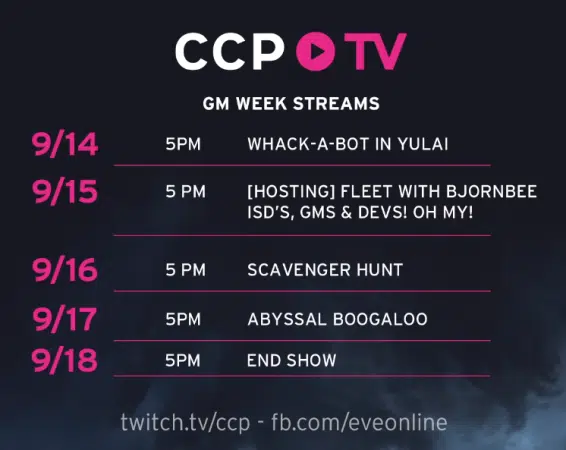 CCP TV
GM WEEK STREAMS
9/14 5PM WHACK-A-BOT IN YULAI
9/15 5 PM [HOSTING] FLEET WITH BJORNBEE
ISD'S, GMS & DEVS! OH MY!
9/16 5 PM SCAVENGER HUNT
9/17 5PM ABYSSAL BOOGALOO
9/18 5PM END SHOW
twitch.tv/ccp - fb.com/eveonline